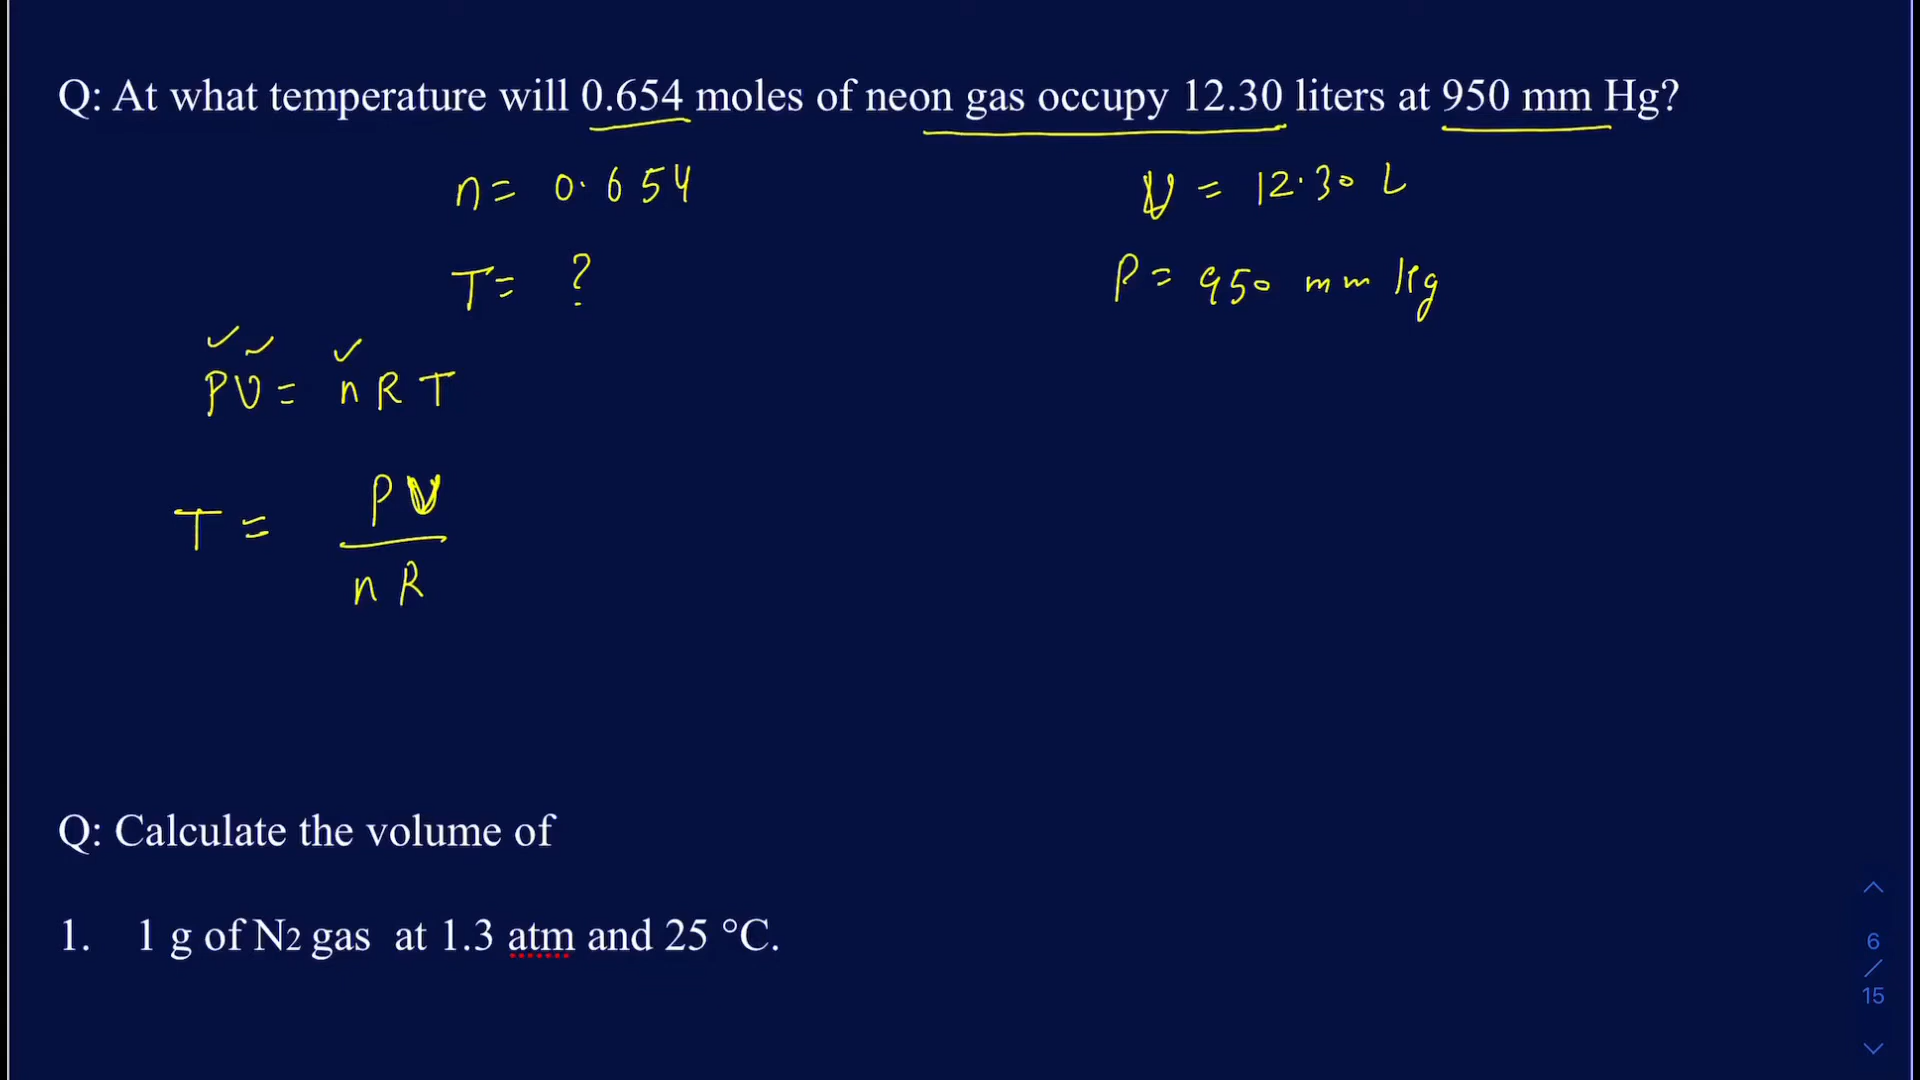 Q: At what temperature will 0.654 moles of neon gas occupy 12.30 liters at 950 mm Hg?
n = 0.654
V = 12.30 L
T = ?
P = 950 mm Hg
PV = nRT
T = PV
nR
Q: Calculate the volume of
1. 1 g of N2 gas at 1.3 atm and 25 °C.
6
/
15